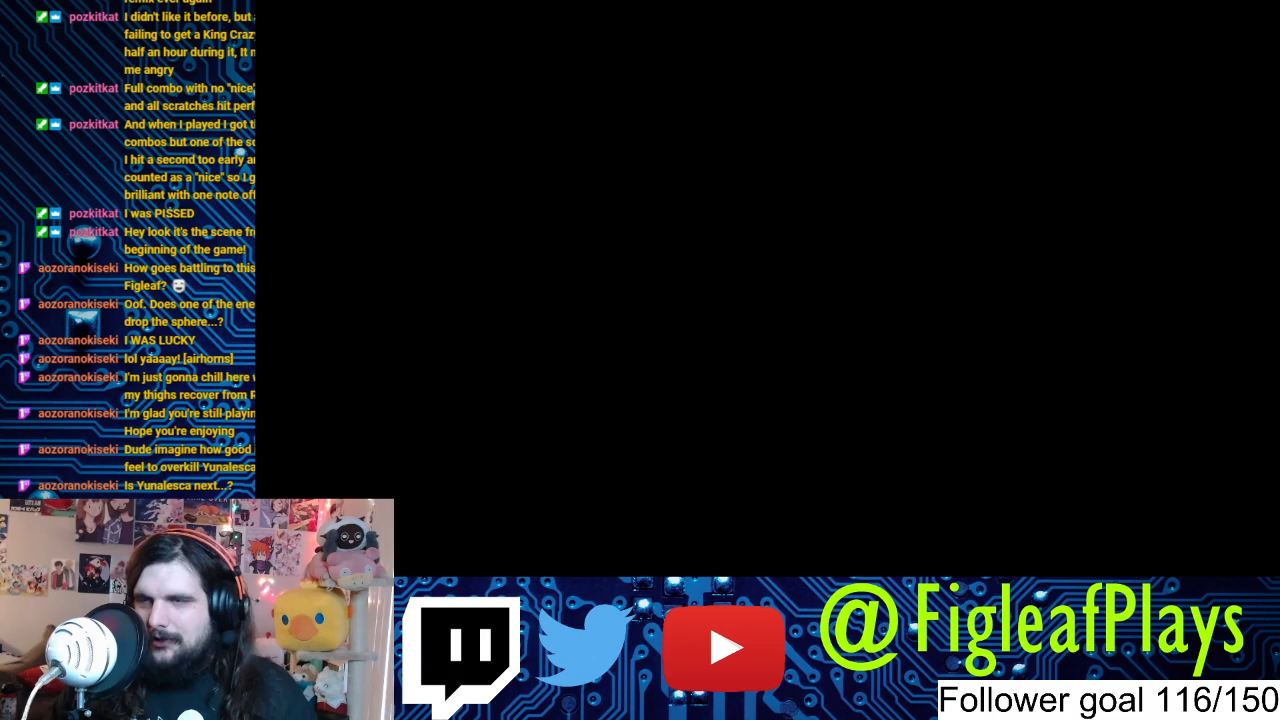 remix ever again
pozkitkat I didn't like it before, but
failing to get a King Craz
half an hour during it, It
me angry
pozkitkat Full combo with no "nice"
and all scratches hit perf
pozkitkat And when I played I got
combos but one of the
I hit a second too early
counted as a "nice" so I
brilliant with one note off
pozkitkat I was PISSED
pozkitkat Hey look it's the scene
beginning of the game!
aozoranokiseki How goes battling to this
Figleaf?
aozoranokiseki Oof. Does one of the
drop the sphere...?
aozoranokiseki I WAS LUCKY
aozoranokiseki lol yaaaay! [airhorns]
aozoranokiseki I'm just gonna chill here
my thighs recover from
aozoranokiseki I'm glad you're still
Hope you're enjoying
aozoranokiseki Dude imagine how good
feel to overkill Yunalesca
aozoranokiseki Is Yunalesca next...?
@FigleafPlays
Follower goal 116/150